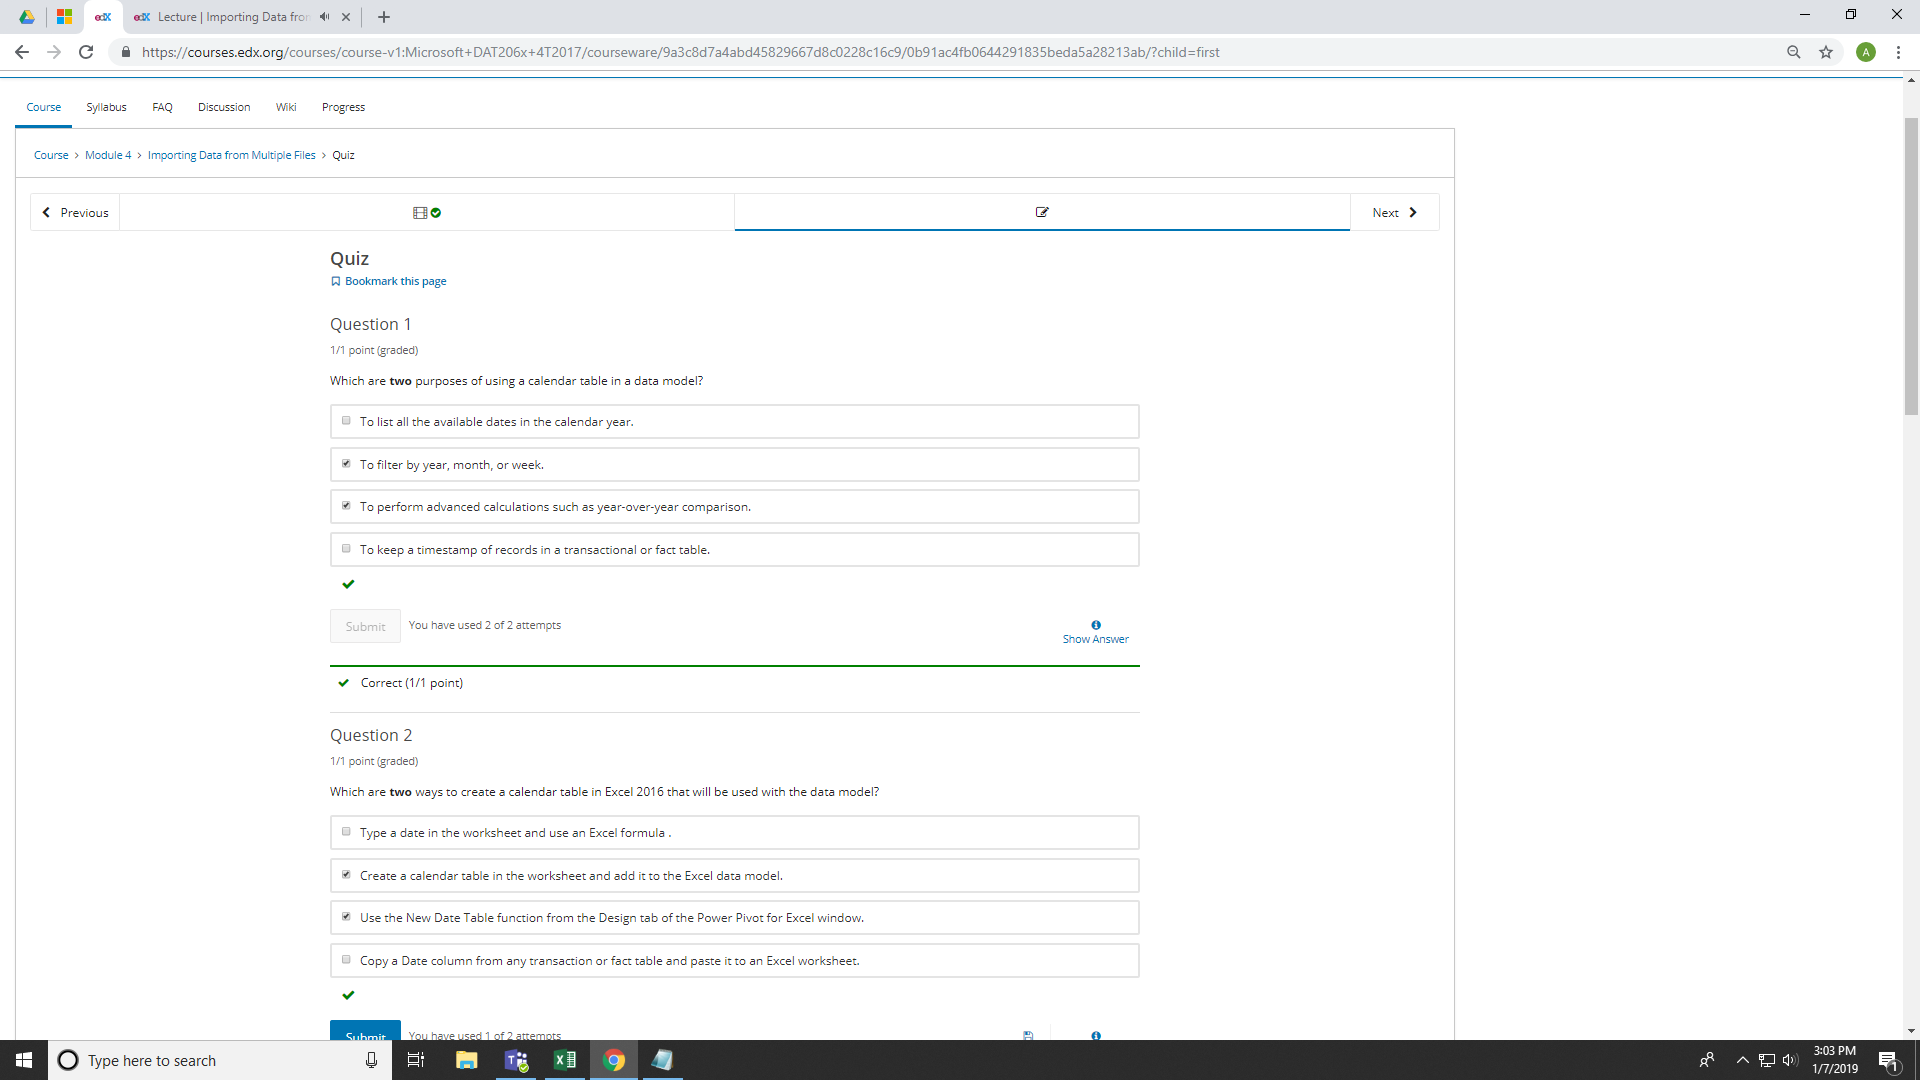 edX
edX Lecture | Importing Data from
https://courses.edx.org/courses/course-v1:Microsoft+DAT206x+4T2017/courseware/9a3c8d7a4abd45829667d8c0228c16c9/0b91ac4fb0644291835beda5a28213ab/?child=first
A
Course Syllabus FAQ Discussion Wiki Progress
Course > Module 4 > Importing Data from Multiple Files > Quiz
Previous
Next
Quiz
Bookmark this page
Question 1
1/1 point (graded)
Which are two purposes of using a calendar table in a data model?
To list all the available dates in the calendar year.
To filter by year, month, or week.
To perform advanced calculations such as year-over-year comparison.
To keep a timestamp of records in a transactional or fact table.
Submit You have used 2 of 2 attempts
Show Answer
Correct (1/1 point)
Question 2
1/1 point (graded)
Which are two ways to create a calendar table in Excel 2016 that will be used with the data model?
Type a date in the worksheet and use an Excel formula .
Create a calendar table in the worksheet and add it to the Excel data model.
Use the New Date Table function from the Design tab of the Power Pivot for Excel window.
Copy a Date column from any transaction or fact table and paste it to an Excel worksheet.
Submit You have used 1 of 2 attempts
Type here to search
3:03 PM
1/7/2019
1